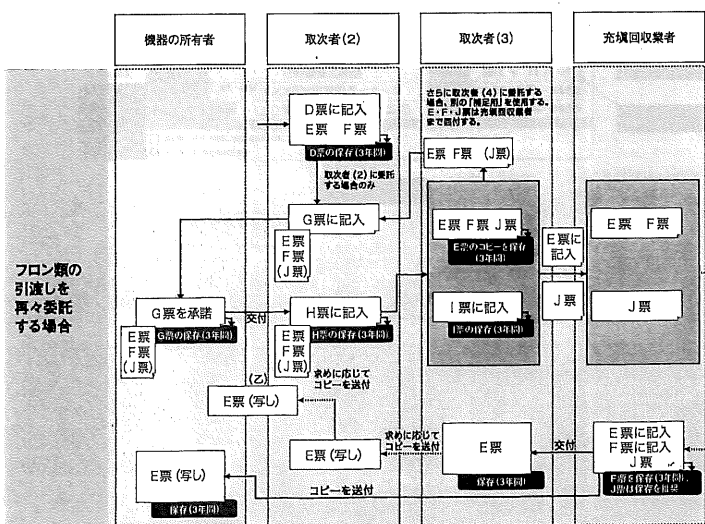 機器の所有者
取次者(2)
取次者(3)
充塡回収業者
フロン類の
引渡しを
再々委託
する場合
D票に記入
E票 F票
D票の保存(3年間)
取次者(2)に委託
する場合のみ
さらに取次者(4)に委託する
場合、別の「補足用」を使用する。
E・F・J票は充塡回収業者
まで回付する。
E票 F票 (J票)
G票に記入
E票
F票
(J票)
E票 F票 J票
E票のコピーを保存
(3年間)
I票に記入
I票の保存(3年間)
E票に
記入
J票
E票 F票
J票
G票を承諾
G票の保存(3年間)
E票
F票
(J票)
交付
H票に記入
H票の保存(3年間)
E票
F票
(J票)
(乙)
求めに応じて
コピーを送付
E票(写し)
E票(写し)
求めに応じて
コピーを送付
E票
保存(3年間)
交付
E票に記入
F票に記入
J票
F票を保存(3年間)、
J票は保存を推奨
E票(写し)
保存(3年間)
コピーを送付